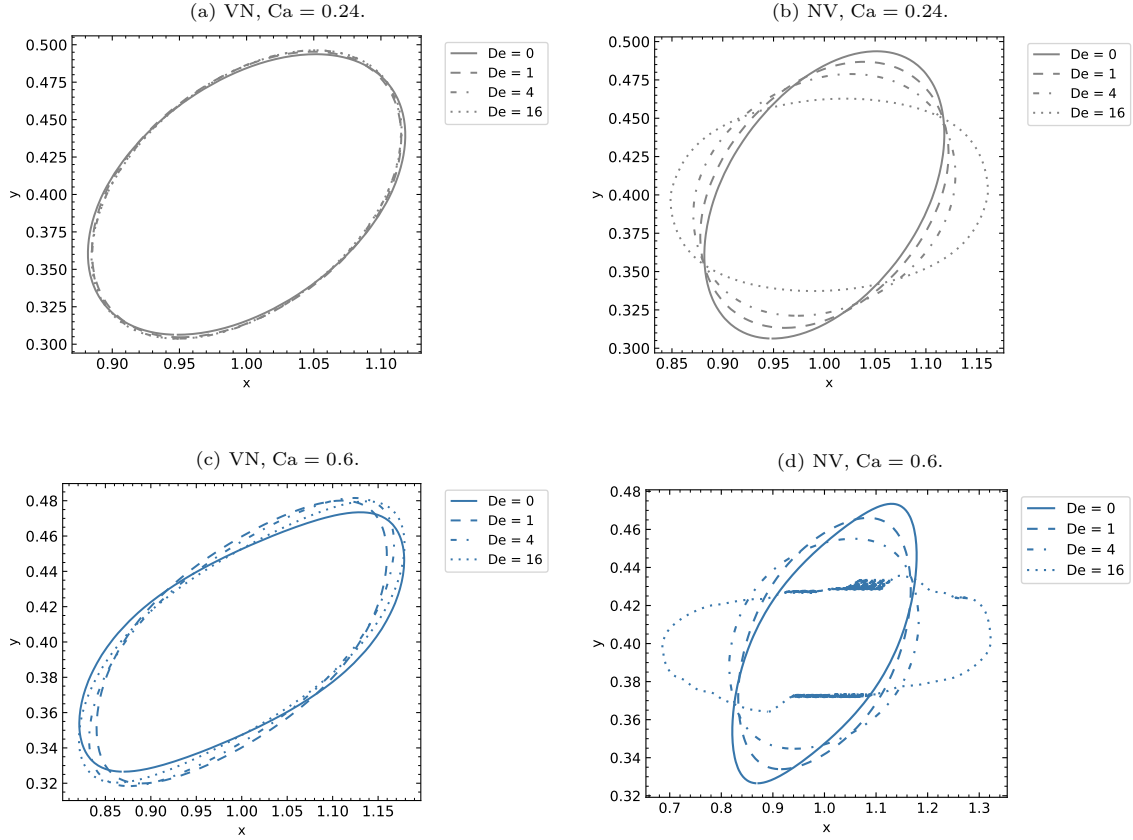 (a) VN, Ca = 0.24.
0.500
0.475
0.450
0.425
0.400
0.375
0.350
0.325
0.300
y
0.90
0.95
1.00
1.05
1.10
x
De = 0
De = 1
De = 4
De = 16
(b) NV, Ca = 0.24.
0.500
0.475
0.450
0.425
0.400
0.375
0.350
0.325
0.300
y
0.85
0.90
0.95
1.00
1.05
1.10
1.15
x
De = 0
De = 1
De = 4
De = 16
(c) VN, Ca = 0.6.
0.48
0.46
0.44
0.42
0.40
0.38
0.36
0.34
0.32
y
0.85
0.90
0.95
1.00
1.05
1.10
1.15
x
De = 0
De = 1
De = 4
De = 16
(d) NV, Ca = 0.6.
0.48
0.46
0.44
0.42
0.40
0.38
0.36
0.34
0.32
y
0.7
0.8
0.9
1.0
1.1
1.2
1.3
x
De = 0
De = 1
De = 4
De = 16